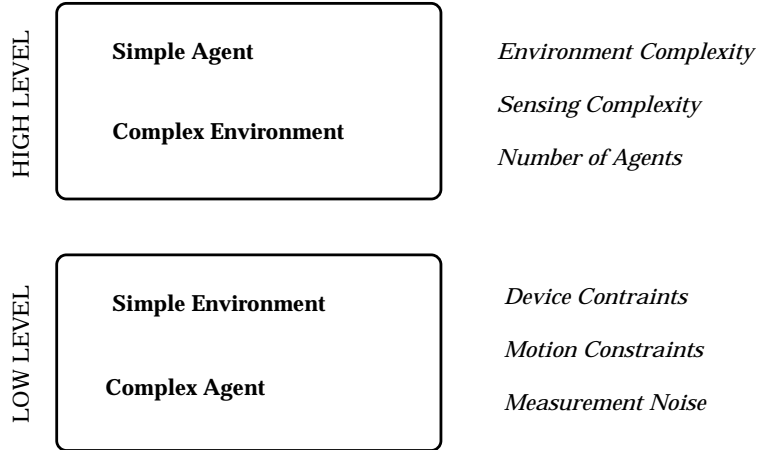 HIGH LEVEL
Simple Agent
Complex Environment
Environment Complexity
Sensing Complexity
Number of Agents
LOW LEVEL
Simple Environment
Complex Agent
Device Contraints
Motion Constraints
Measurement Noise